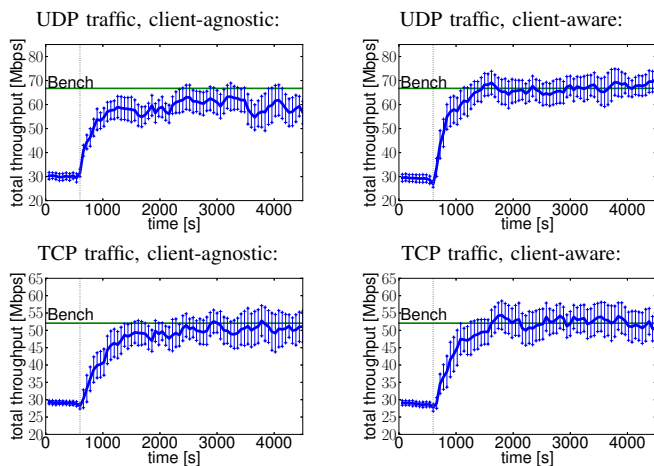 UDP traffic, client-agnostic:
total throughput [Mbps]
80
70
60
50
40
30
20
Bench
0 1000 2000 3000 4000
time [s]
UDP traffic, client-aware:
total throughput [Mbps]
80
70
60
50
40
30
20
Bench
0 1000 2000 3000 4000
time [s]
TCP traffic, client-agnostic:
total throughput [Mbps]
65
60
55
50
45
40
35
30
25
20
Bench
0 1000 2000 3000 4000
time [s]
TCP traffic, client-aware:
total throughput [Mbps]
65
60
55
50
45
40
35
30
25
20
Bench
0 1000 2000 3000 4000
time [s]